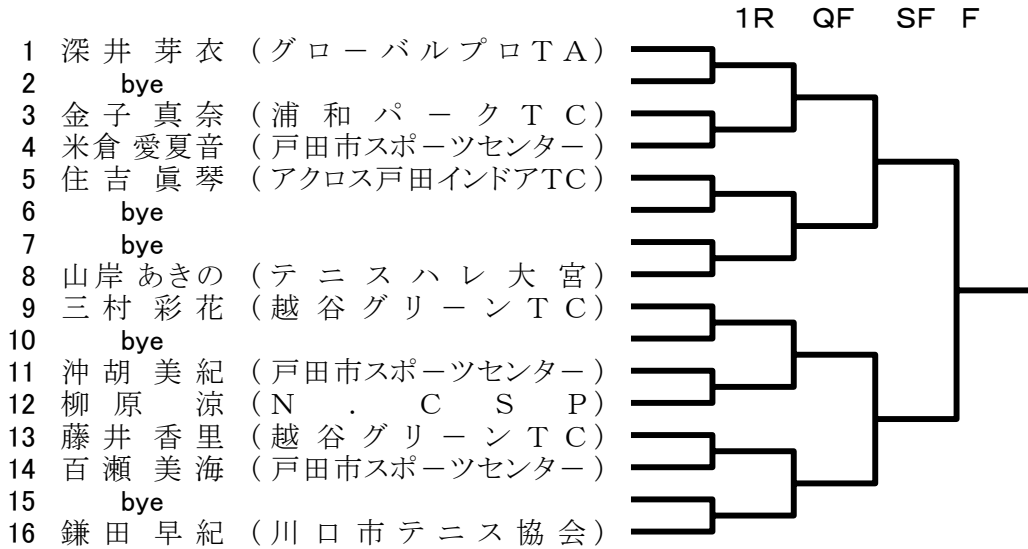 1R QF SF F
1 深井 芽衣 (グローバルプロTA)
2 bye
3 金子 真奈 (浦和パークTC)
4 米倉 愛夏音 (戸田市スポーツセンター)
5 住吉 眞琴 (アクロス戸田インドアTC)
6 bye
7 bye
8 山岸 あきの (テニスハレ大宮)
9 三村 彩花 (越谷グリーンTC)
10 bye
11 沖胡 美紀 (戸田市スポーツセンター)
12 柳原 涼 (N.CSP)
13 藤井 香里 (越谷グリーンTC)
14 百瀬 美海 (戸田市スポーツセンター)
15 bye
16 鎌田 早紀 (川口市テニス協会)